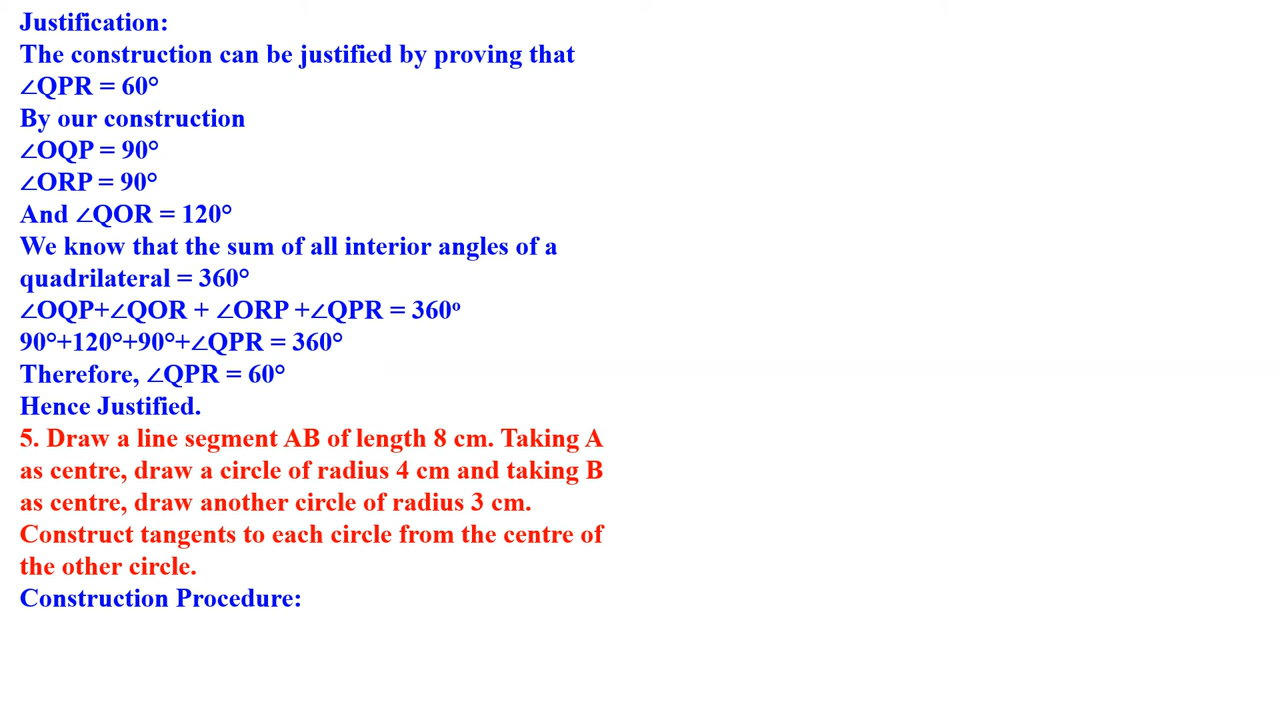 Justification:
The construction can be justified by proving that
∠QPR = 60°
By our construction
∠OQP = 90°
∠ORP = 90°
And ∠QOR = 120°
We know that the sum of all interior angles of a
quadrilateral = 360°
∠OQP+∠QOR + ∠ORP +∠QPR = 360º
90°+120°+90°+∠QPR = 360°
Therefore, ∠QPR = 60°
Hence Justified.
5. Draw a line segment AB of length 8 cm. Taking A
as centre, draw a circle of radius 4 cm and taking B
as centre, draw another circle of radius 3 cm.
Construct tangents to each circle from the centre of
the other circle.
Construction Procedure: